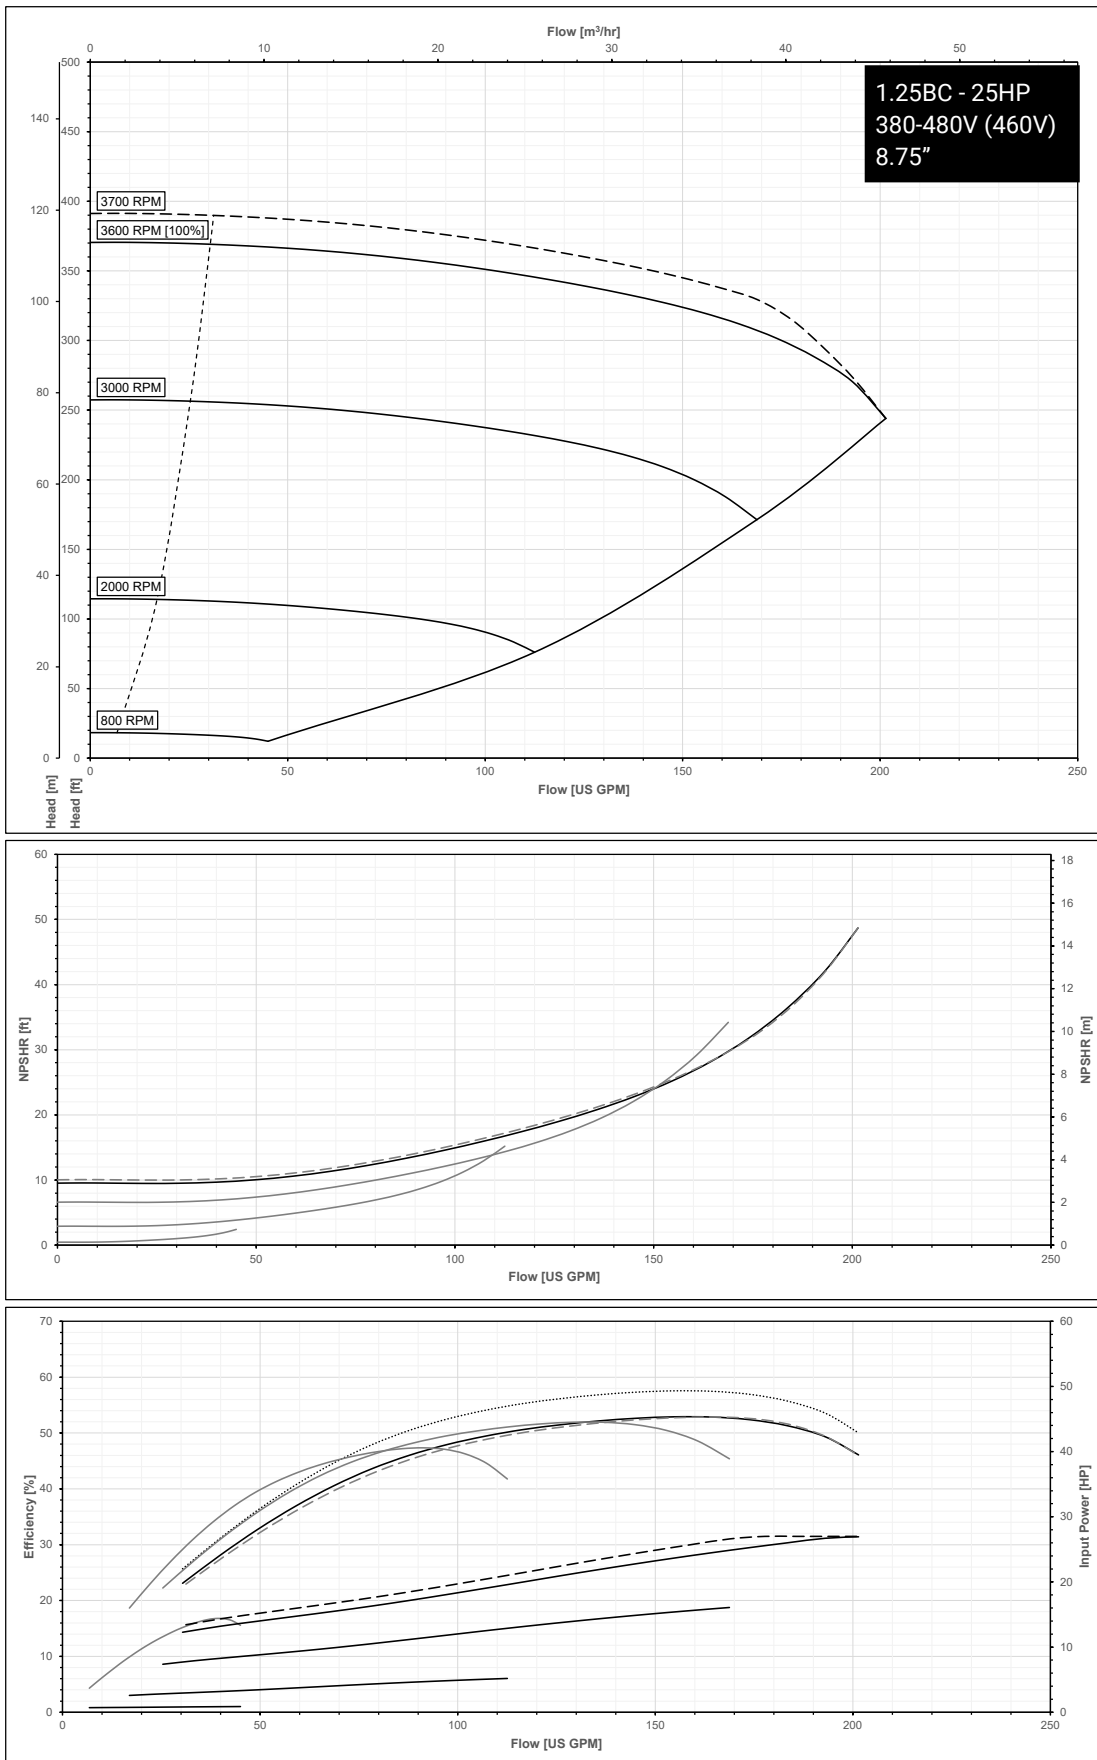 Flow [m³/hr]
0 10 20 30 40 50
1.25BC - 25HP
380-480V (460V)
8.75”
500
450
400
350
300
250
200
150
100
50
0
140
120
100
80
60
40
20
0
3700 RPM
3600 RPM [100%]
3000 RPM
2000 RPM
800 RPM
0 50 100 150 200 250
Flow [US GPM]
Head [m]
Head [ft]
60
50
40
30
20
10
0
NPSHR [ft]
18
16
14
12
10
8
6
4
2
0
NPSHR [m]
0 50 100 150 200 250
Flow [US GPM]
70
60
50
40
30
20
10
0
Efficiency [%]
60
50
40
30
20
10
0
Input Power [HP]
0 50 100 150 200 250
Flow [US GPM]